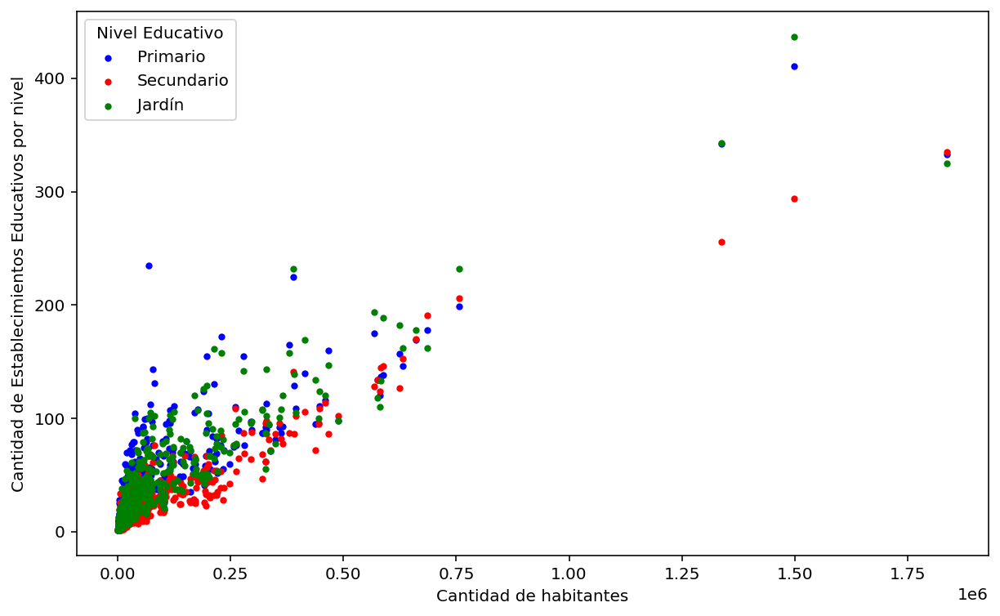 Nivel Educativo
Primario
Secundario
Jardín
Cantidad de Establecimientos Educativos por nivel
400
300
200
100
0
0.00 0.25 0.50 0.75 1.00 1.25 1.50 1.75
1e6
Cantidad de habitantes